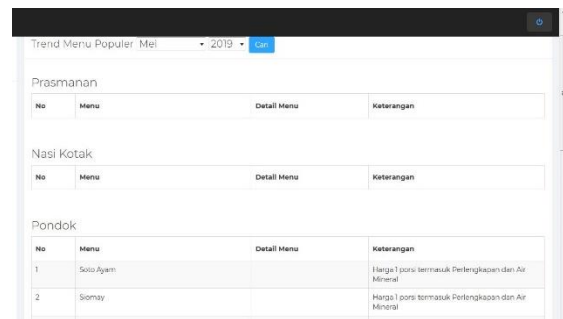 Trend Menu Populer Mei 2019 Cari
Prasmanan
No Menu Detail Menu Keterangan
Nasi Kotak
No Menu Detail Menu Keterangan
Pondok
No Menu Detail Menu Keterangan
1 Soto Ayam Harga 1 porsi termasuk Perlengkapan dan Air
Mineral
2 Siomay Harga 1 porsi termasuk Perlengkapan dan Air
Mineral